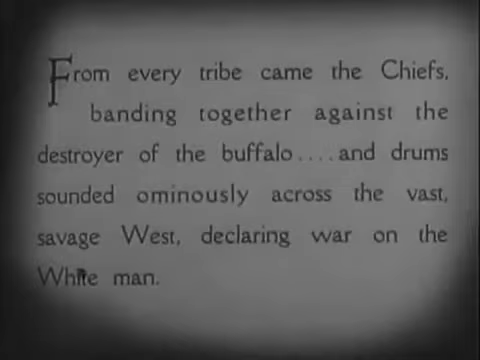 From every tribe came the Chiefs,
banding together against the
destroyer of the buffalo....and drums
sounded ominously across the vast,
savage West, declaring war on the
White man.